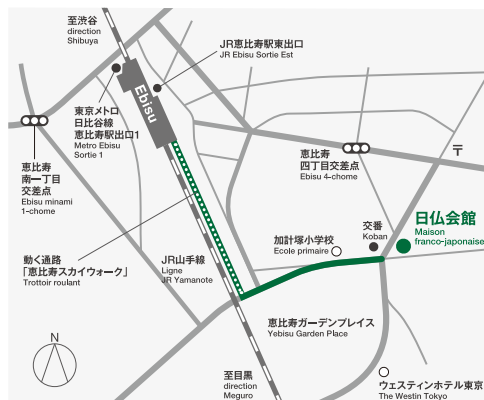 至渋谷
direction
Shibuya
JR恵比寿駅東出口
JR Ebisu Sortie Est
Ebisu
東京メトロ
日比谷線
恵比寿駅出口1
Metro Ebisu
Sortie 1
恵比寿
南一丁目
交差点
Ebisu minami
1-chome
恵比寿
四丁目交差点
Ebisu 4-chome
〒
日仏会館
Maison
franco-japonaise
交番
Koban
加計塚小学校
Ecole primaire
動く通路
「恵比寿スカイウォーク」
Trottoir roulant
JR山手線
Ligne
JR Yamanote
恵比寿ガーデンプレイス
Yebisu Garden Place
N
至目黒
direction
Meguro
ウェスティンホテル東京
The Westin Tokyo